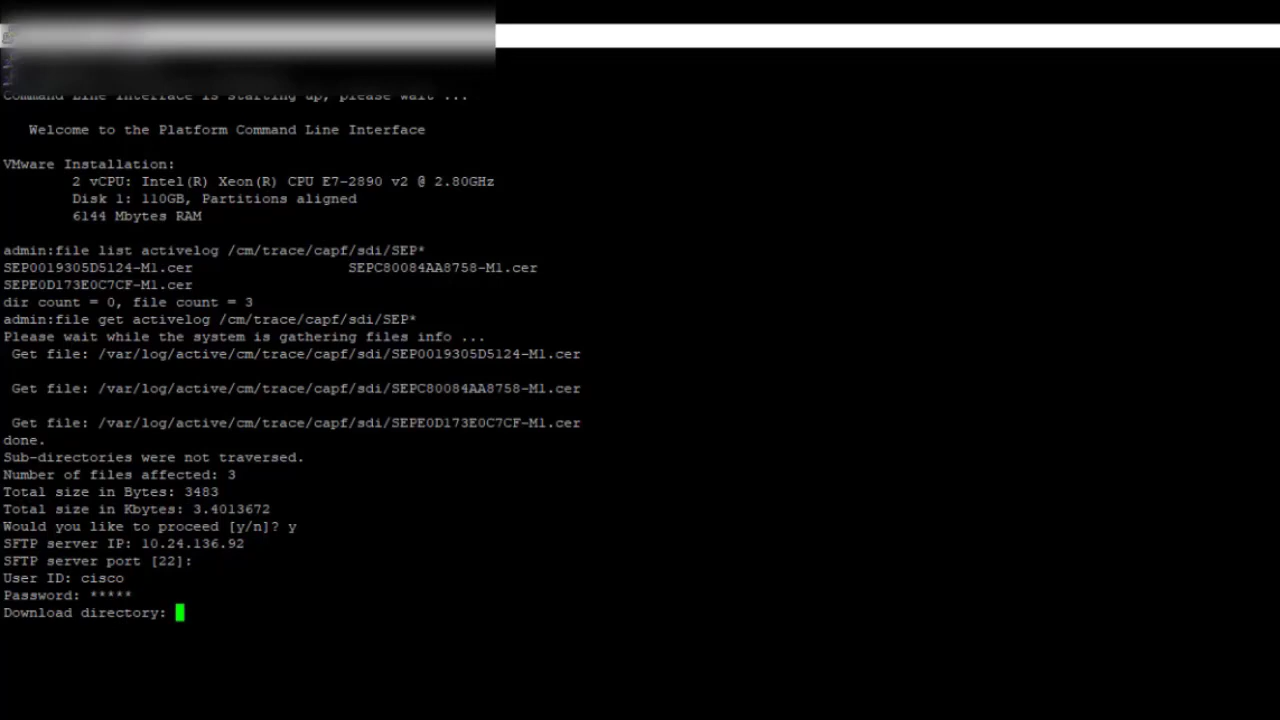 Command Line Interface is starting up, please wait ...
Welcome to the Platform Command Line Interface
VMware Installation:
2 vCPU: Intel(R) Xeon(R) CPU E7-2890 v2 @ 2.80GHz
Disk 1: 110GB, Partitions aligned
6144 Mbytes RAM
admin:file list activelog /cm/trace/capf/sdi/SEP*
SEP0019305D5124-M1.cer SEPC80084AA8758-M1.cer
SEPE0D173E0C7CF-M1.cer
dir count = 0, file count = 3
admin:file get activelog /cm/trace/capf/sdi/SEP*
Please wait while the system is gathering files info ...
Get file: /var/log/active/cm/trace/capf/sdi/SEP0019305D5124-M1.cer
Get file: /var/log/active/cm/trace/capf/sdi/SEPC80084AA8758-M1.cer
Get file: /var/log/active/cm/trace/capf/sdi/SEPE0D173E0C7CF-M1.cer
done.
Sub-directories were not traversed.
Number of files affected: 3
Total size in Bytes: 3483
Total size in Kbytes: 3.4013672
Would you like to proceed [y/n]? y
SFTP server IP: 10.24.136.92
SFTP server port [22]:
User ID: cisco
Password: *****
Download directory: